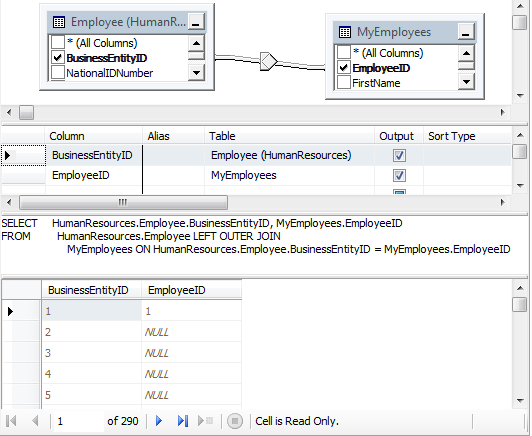 Employee (HumanR...
* (All Columns)
BusinessEntityID
NationalIDNumber
MyEmployees
* (All Columns)
EmployeeID
FirstName
Column Alias Table Output Sort Type
BusinessEntityID Employee (HumanResources)
EmployeeID MyEmployees
SELECT HumanResources.Employee.BusinessEntityID, MyEmployees.EmployeeID
FROM HumanResources.Employee LEFT OUTER JOIN
MyEmployees ON HumanResources.Employee.BusinessEntityID = MyEmployees.EmployeeID
BusinessEntityID EmployeeID
1 1
2 NULL
3 NULL
4 NULL
5 NULL
1 of 290 Cell is Read Only.